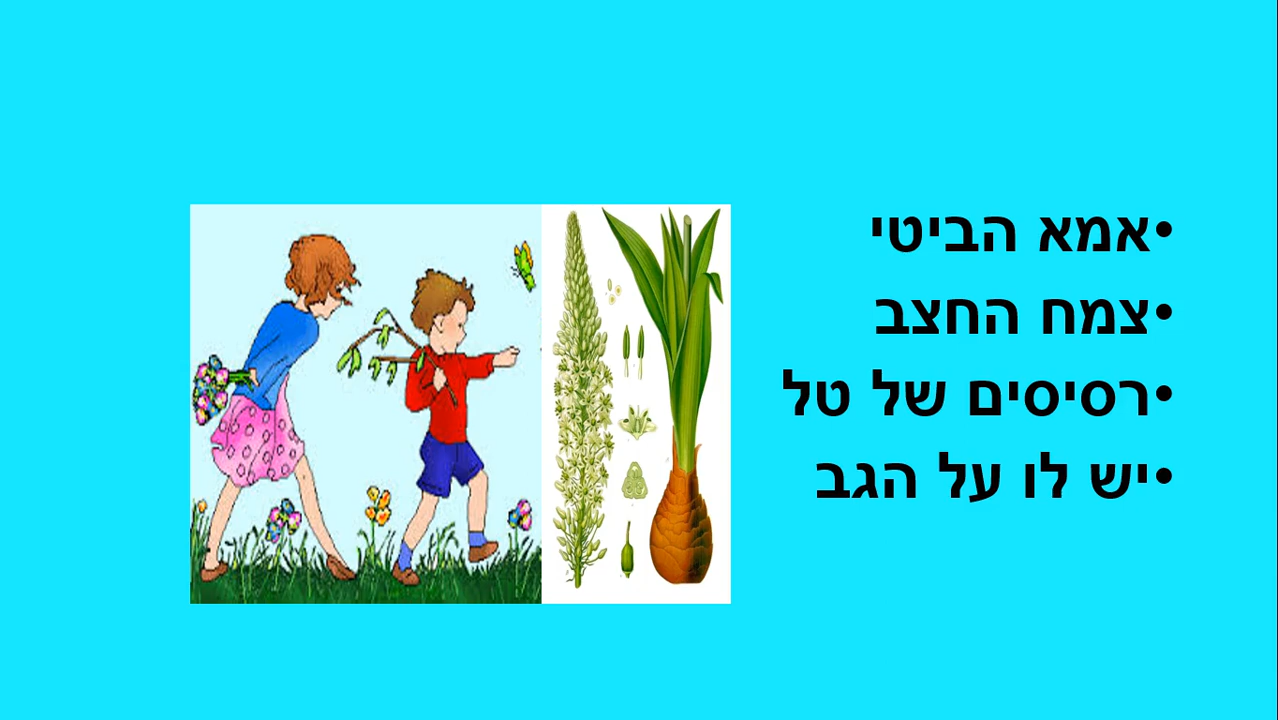 •אמא הביטי
•צמח החצב
•רסיסים של טל
•יש לו על הגב